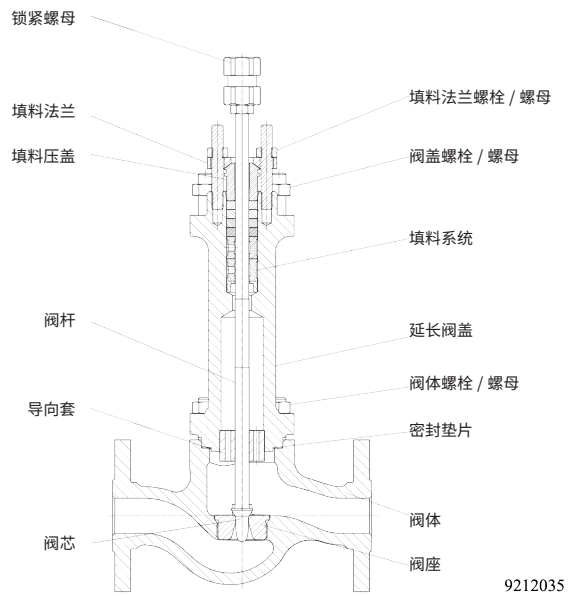 锁紧螺母
填料法兰螺栓 / 螺母
填料法兰
填料压盖
阀盖螺栓 / 螺母
填料系统
阀杆
延长阀盖
阀体螺栓 / 螺母
导向套
密封垫片
阀体
阀芯
阀座
9212035